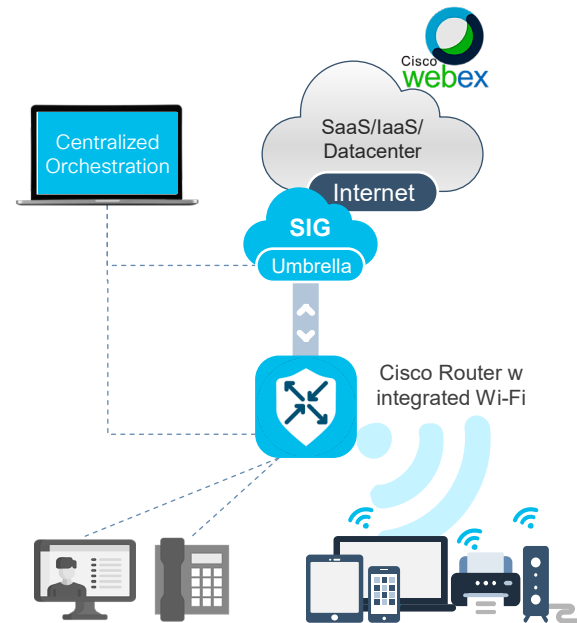 Cisco
webex
Centralized
Orchestration
SaaS/IaaS/
Datacenter
Internet
SIG
Umbrella
Cisco Router w
integrated Wi-Fi